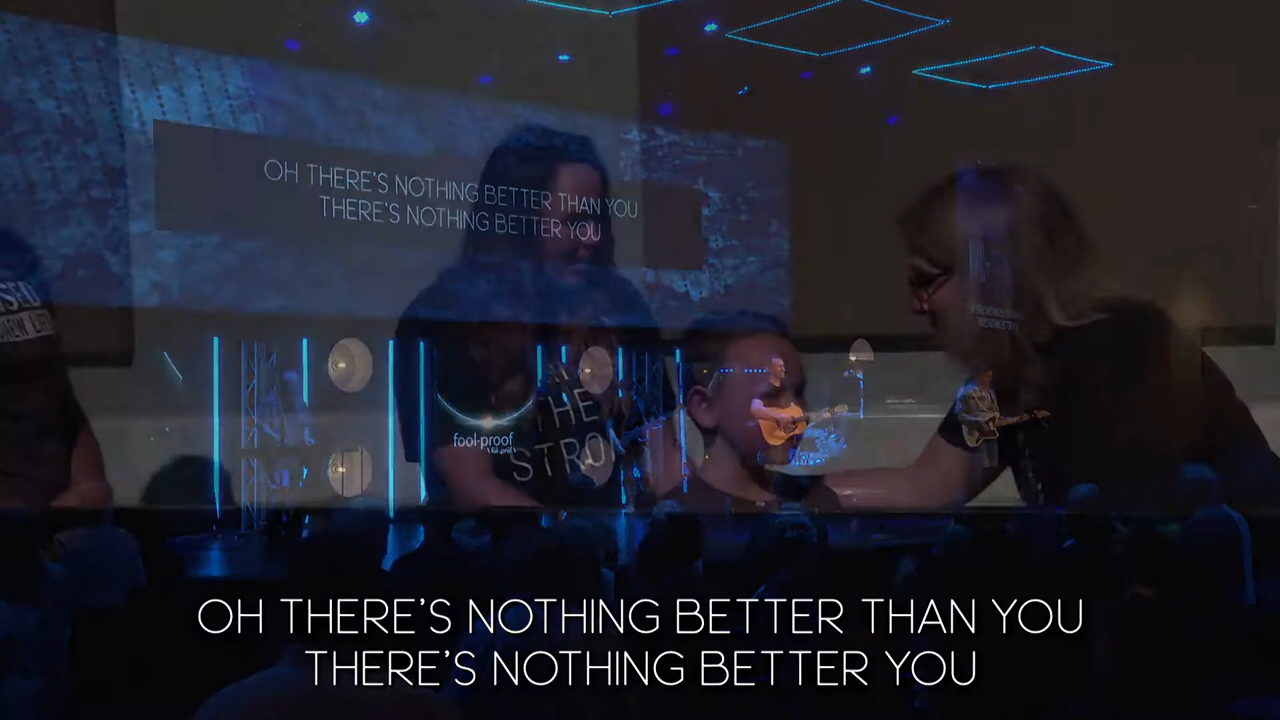 OH THERE'S NOTHING BETTER THAN YOU
THERE'S NOTHING BETTER YOU
THE
STRON
fool-proof
OH THERE'S NOTHING BETTER THAN YOU
THERE'S NOTHING BETTER YOU